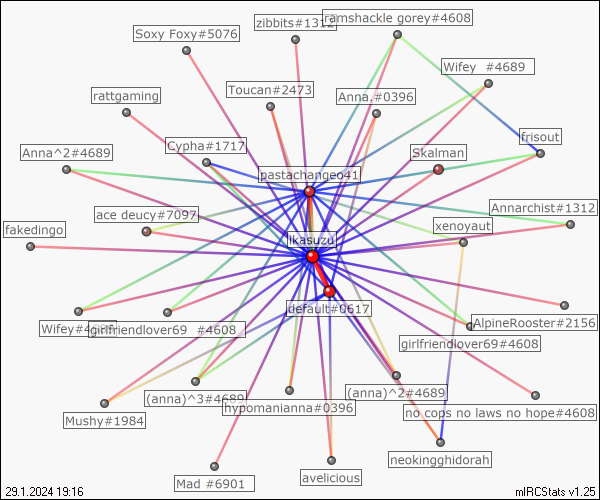 zibbits#1312
ramshackle gorey#4608
Soxy Foxy#5076
Wifey  #4689
Toucan#2473
Anna,#0396
rattgaming
frisout
Cypha#1717
Anna^2#4689
Skalman
pastachangeo41
Annarchist#1312
ace deucy#7097
xenoyaut
fakedingo
ikasuzu
default#0617
AlpineRooster#2156
girlfriendlover69  #4608
girlfriendlover69#4608
(anna)^2#4689
(anna)^3#4689
hypomanianna#0396
no cops no laws no hope#4608
Mushy#1984
neokingghidorah
avelicious
Mad #6901
29.1.2024 19:16
mIRCStats v1.25